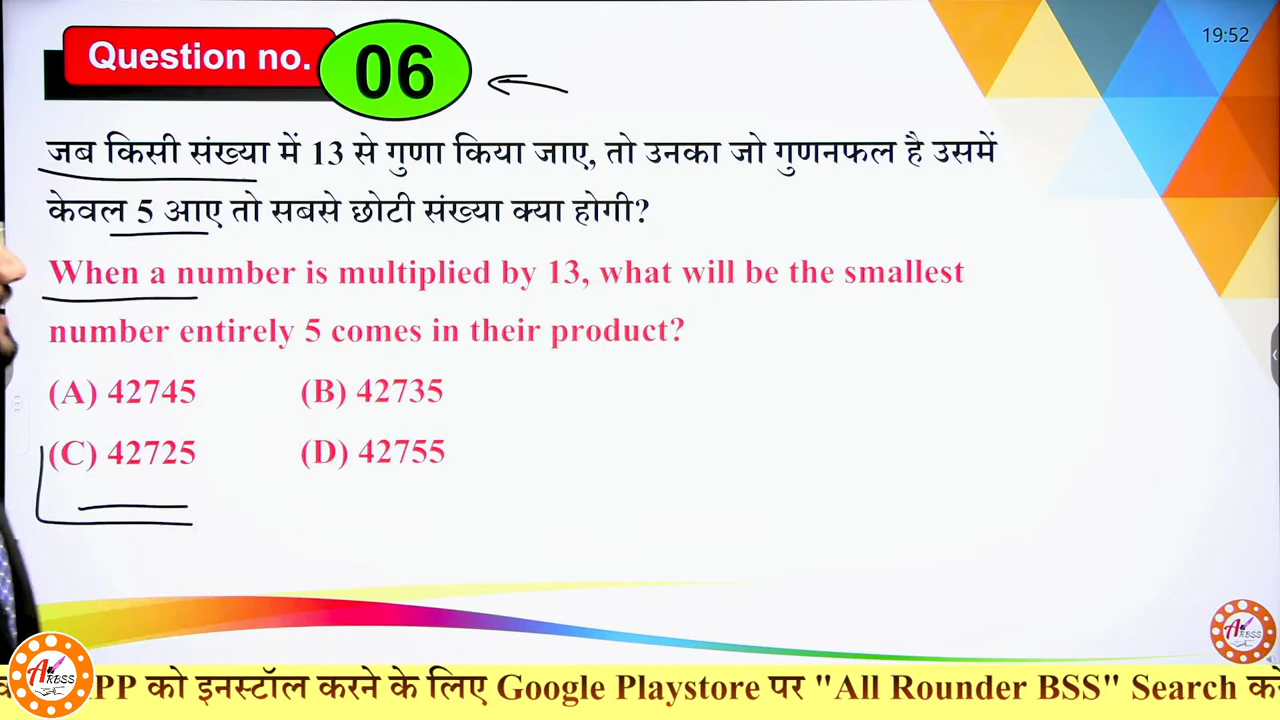 Question no. 06
19:52
जब किसी संख्या में 13 से गुणा किया जाए, तो उनका जो गुणनफल है उसमें
केवल 5 आए तो सबसे छोटी संख्या क्या होगी?
When a number is multiplied by 13, what will be the smallest
number entirely 5 comes in their product?
(A) 42745 (B) 42735
(C) 42725 (D) 42755
ARBSS
ARBSS
PP को इनस्टॉल करने के लिए Google Playstore पर "All Rounder BSS" Search